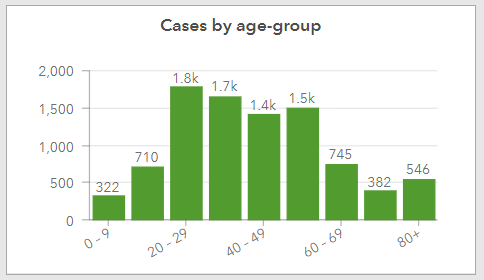 Cases by age-group
2,000
1,500
1,000
500
0
322
710
1.8k
1.7k
1.4k
1.5k
745
382
546
0 - 9
20 - 29
40 - 49
60 - 69
80+